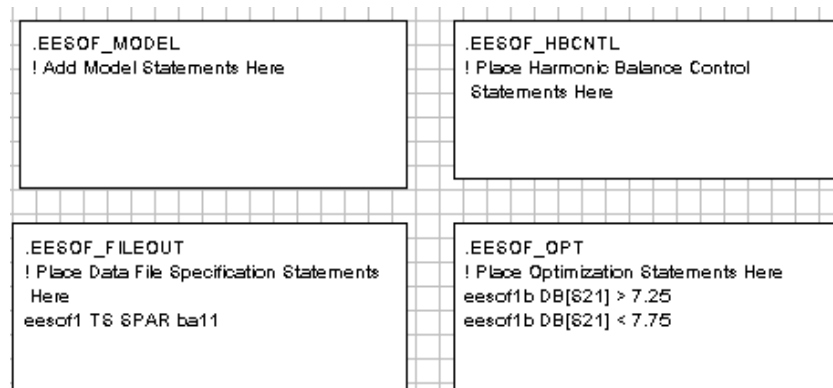 .EESOF_MODEL
! Add Model Statements Here
.EESOF_HBCNTL
! Place Harmonic Balance Control
Statements Here
.EESOF_FILEOUT
! Place Data File Specification Statements
Here
eesof1 TS SPAR ba11
.EESOF_OPT
! Place Optimization Statements Here
eesof1b DB[S21] > 7.25
eesof1b DB[S21] < 7.75